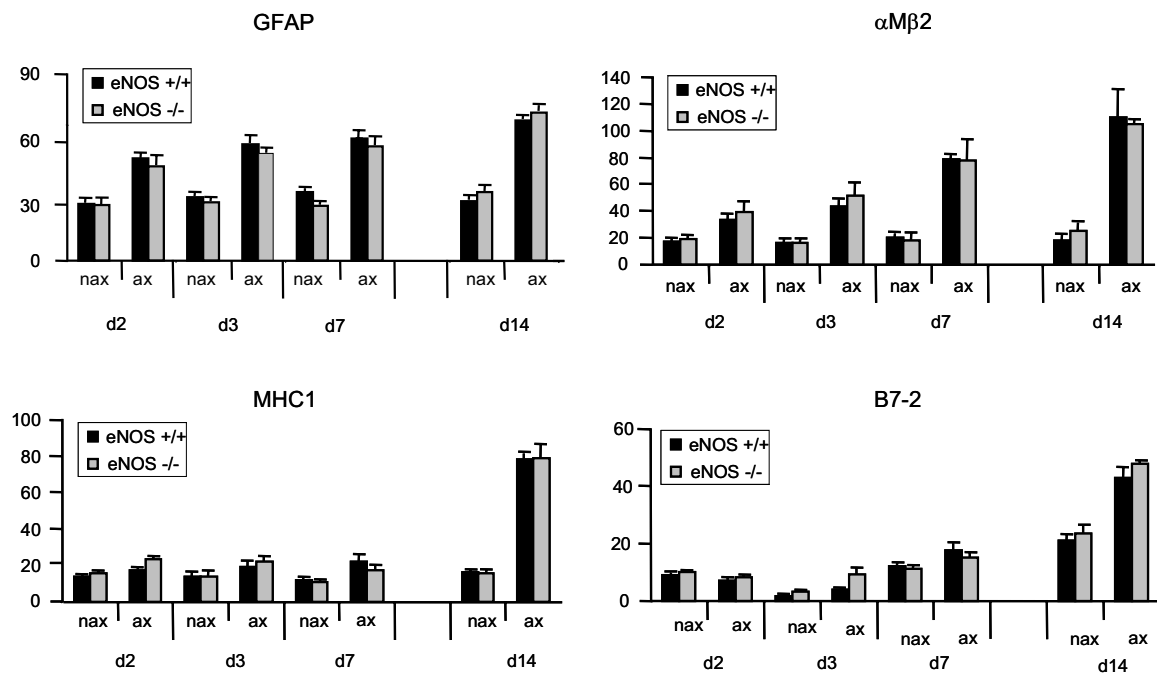 GFAP
90
60
30
0
eNOS +/+
eNOS -/-
nax ax nax ax nax ax nax ax
d2 d3 d7 d14
αMβ2
140
120
100
80
60
40
20
0
eNOS +/+
eNOS -/-
nax ax nax ax nax ax nax ax
d2 d3 d7 d14
MHC1
100
80
60
40
20
0
eNOS +/+
eNOS -/-
nax ax nax ax nax ax nax ax
d2 d3 d7 d14
B7-2
60
40
20
0
eNOS +/+
eNOS -/-
nax ax nax ax nax ax nax ax
d2 d3 d7 d14